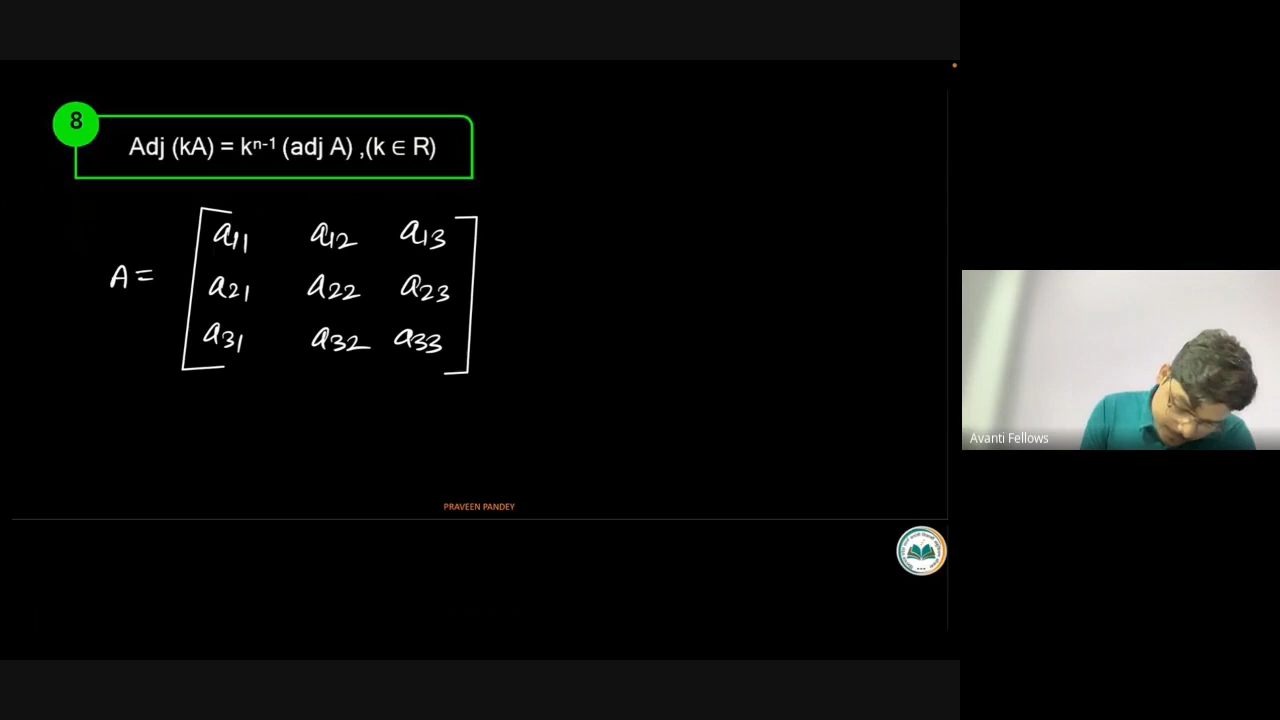 8
Adj (kA) = kⁿ⁻¹ (adj A) ,(k ∈ R)
a₁₁ a₁₂ a₁₃
A = a₂₁ a₂₂ a₂₃
a₃₁ a₃₂ a₃₃
Avanti Fellows
PRAVEEN PANDEY